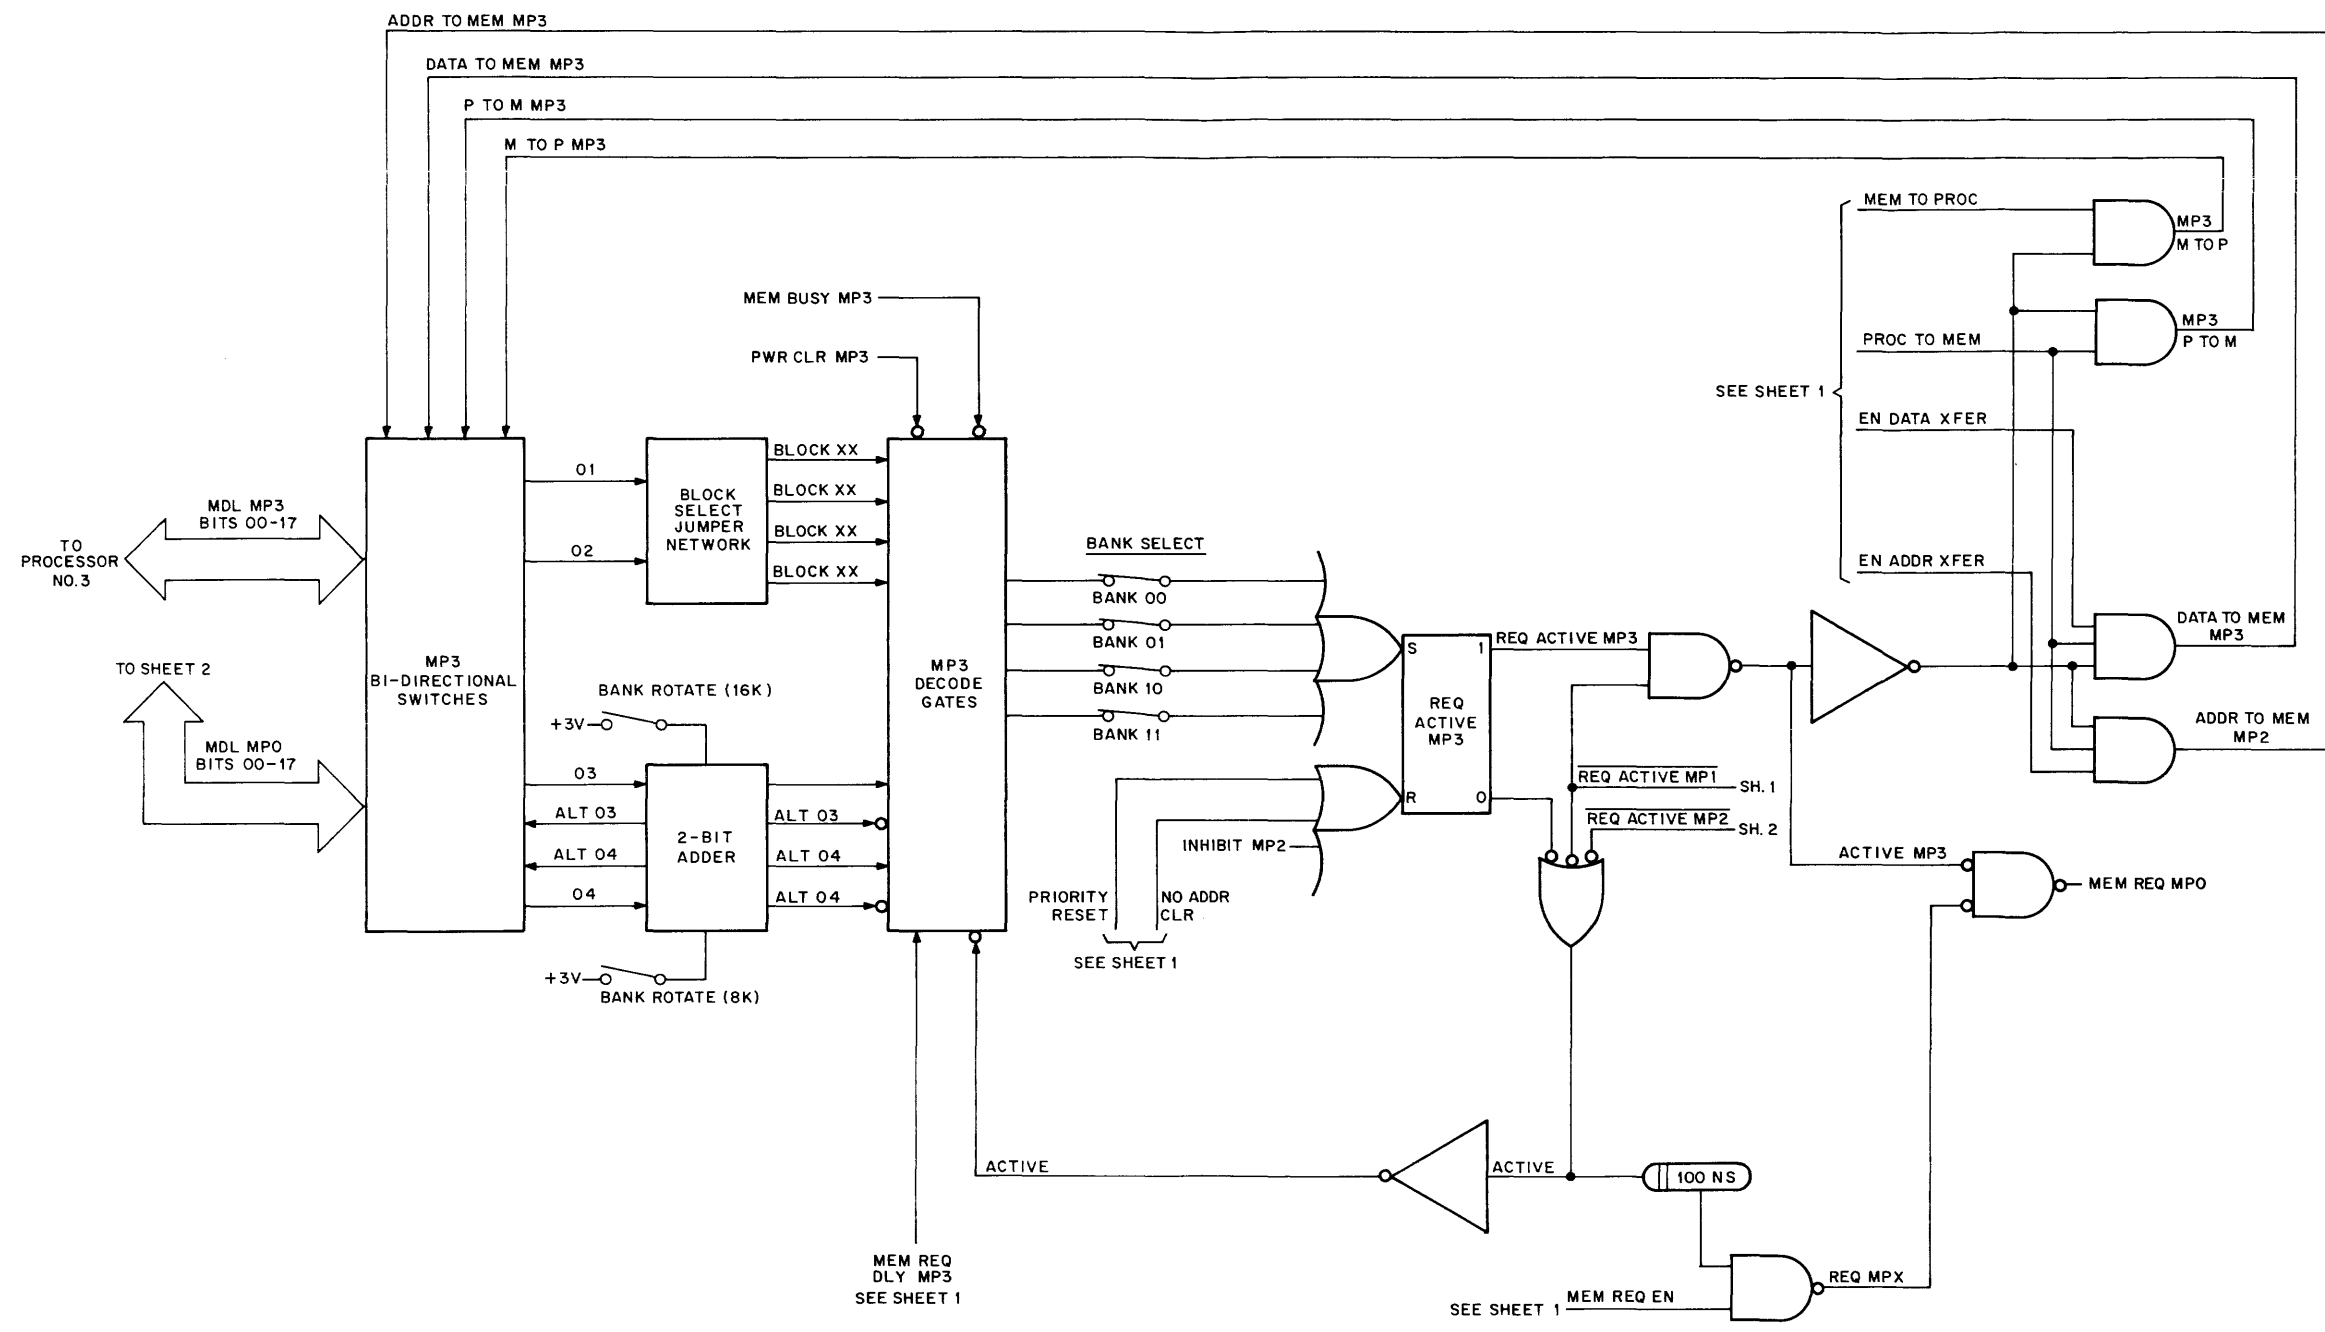 ADDR TO MEM MP3
DATA TO MEM MP3
P TO M MP3
M TO P MP3
MEM TO PROC
MP3
M TO P
MEM BUSY MP3
MP3
P TO M
PROC TO MEM
PWR CLR MP3
SEE SHEET 1
EN DATA XFER
BLOCK XX
01
BLOCK
SELECT
JUMPER
NETWORK
BLOCK XX
MDL MP3
BITS 00-17
BLOCK XX
TO
PROCESSOR
NO.3
02
BANK SELECT
EN ADDR XFER
BLOCK XX
BANK 00
DATA TO MEM
MP3
BANK 01
REQ ACTIVE MP3
S
1
TO SHEET 2
MP3
BI-DIRECTIONAL
SWITCHES
MP3
DECODE
GATES
BANK 10
BANK ROTATE (16K)
REQ
ACTIVE
MP3
+3V
ADDR TO MEM
MP2
BANK 11
MDL MPO
BITS 00-17
03
REQ ACTIVE MP1
SH. 1
R
0
ALT 03
ALT 03
REQ ACTIVE MP2
SH. 2
2-BIT
ADDER
INHIBIT MP2
ALT 04
ALT 04
ACTIVE MP3
MEM REQ MPO
04
ALT 04
PRIORITY
RESET
NO ADDR
CLR
SEE SHEET 1
+3V
BANK ROTATE (8K)
ACTIVE
ACTIVE
100 NS
MEM REQ
DLY MP3
SEE SHEET 1
REQ MPX
SEE SHEET 1
MEM REQ EN